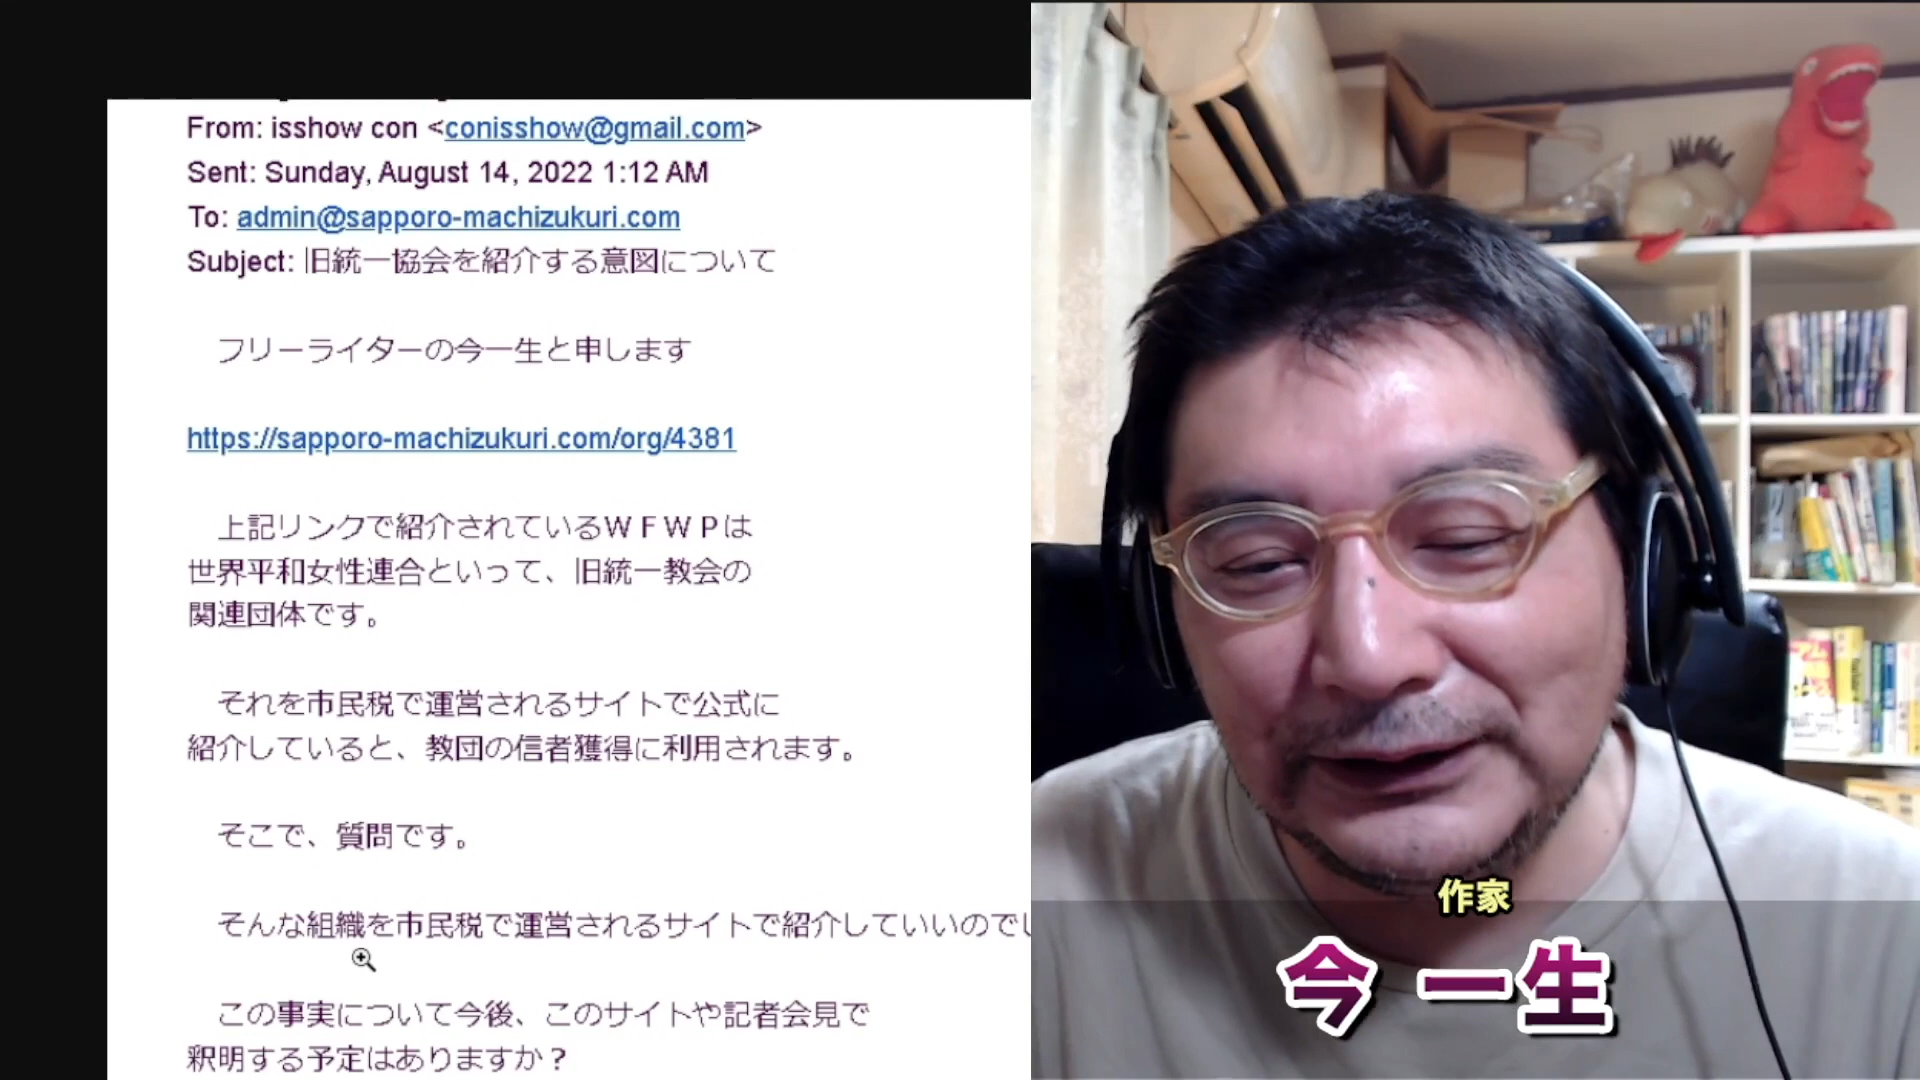 From: isshow con <conisshow@gmail.com>
Sent: Sunday, August 14, 2022 1:12 AM
To: admin@sapporo-machizukuri.com
Subject: 旧統一協会を紹介する意図について
フリーライターの今一生と申します
https://sapporo-machizukuri.com/org/4381
上記リンクで紹介されているＷＦＷＰは
世界平和女性連合といって、旧統一教会の
関連団体です。
それを市民税で運営されるサイトで公式に
紹介していると、教団の信者獲得に利用されます。
そこで、質問です。
そんな組織を市民税で運営されるサイトで紹介していいのでし
この事実について今後、このサイトや記者会見で
釈明する予定はありますか？
作家
今 一生